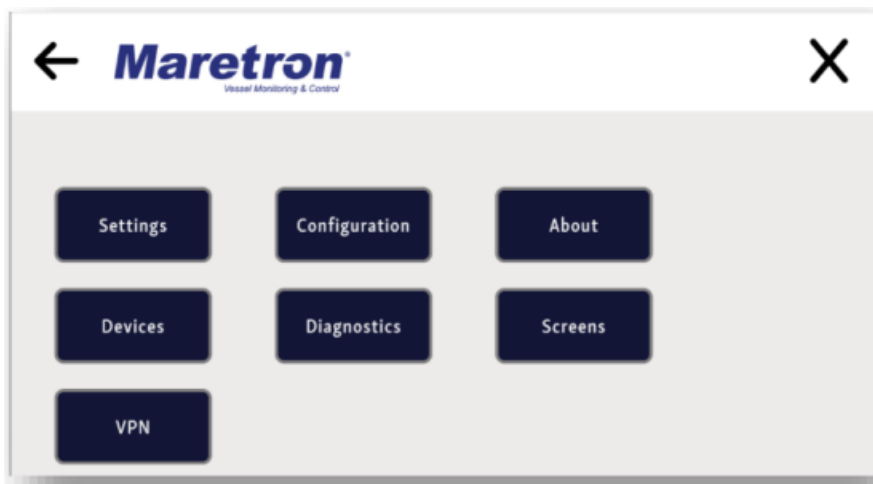 Maretron®
Vessel Monitoring & Control
Settings
Configuration
About
Devices
Diagnostics
Screens
VPN